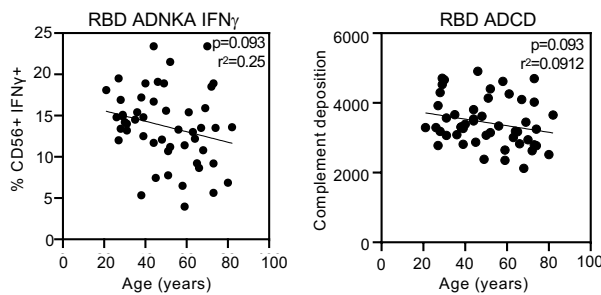 RBD ADNKA IFNγ
p=0.093
r²=0.25
% CD56+ IFNγ+
25
20
15
10
5
0
0 20 40 60 80 100
Age (years)
RBD ADCD
p=0.093
r²=0.0912
Complement deposition
6000
4000
2000
0
0 20 40 60 80 100
Age (years)